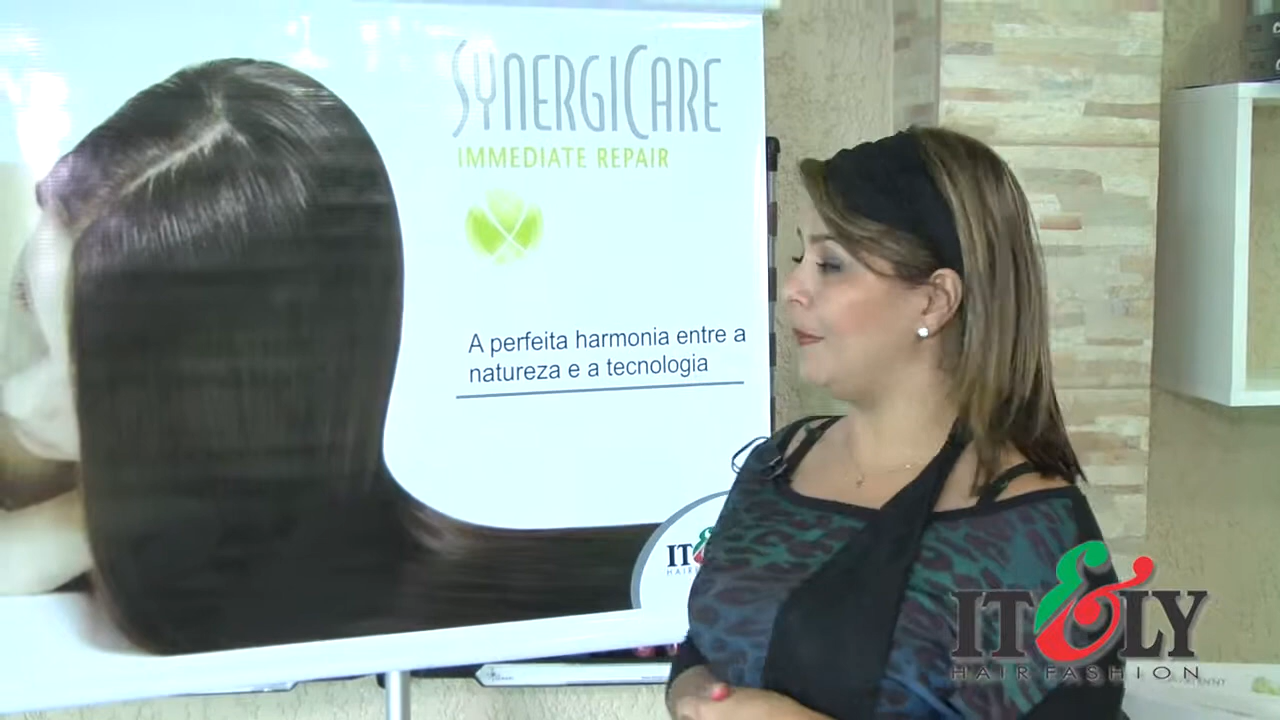 SYNERGICARE
IMMEDIATE REPAIR
A perfeita harmonia entre a
natureza e a tecnologia
IT&LY
HAIR FASHION